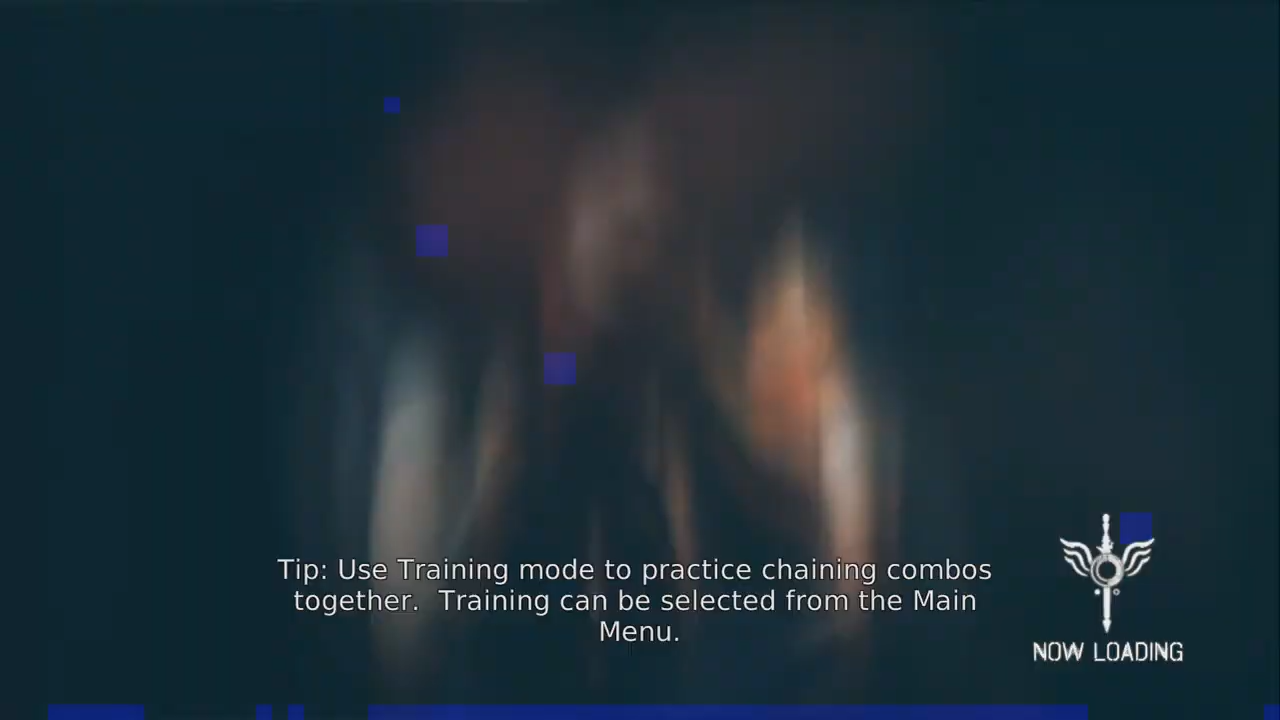 Tip: Use Training mode to practice chaining combos
together.  Training can be selected from the Main
Menu.
NOW LOADING